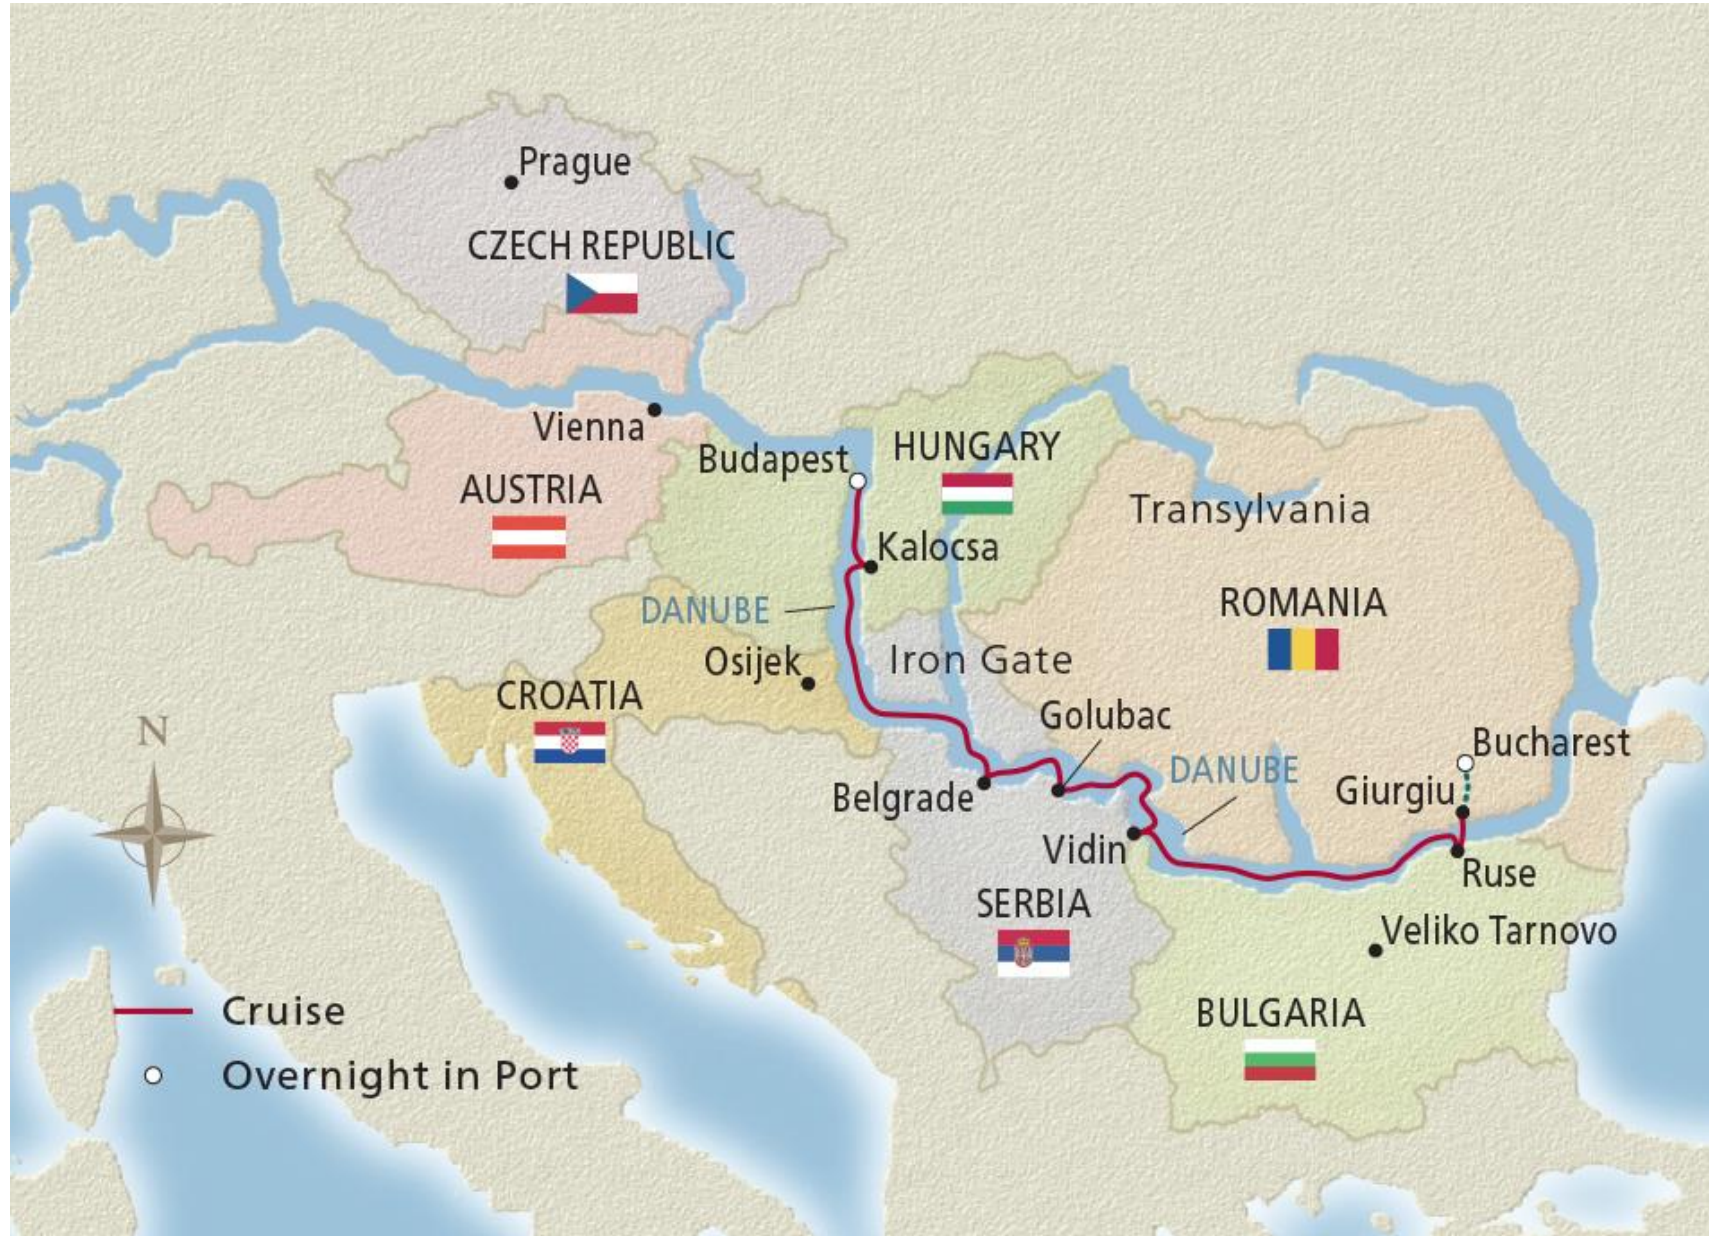 Prague
CZECH REPUBLIC
Vienna
Budapest
HUNGARY
AUSTRIA
Transylvania
Kalocsa
DANUBE
ROMANIA
Osijek
Iron Gate
CROATIA
Golubac
N
Bucharest
DANUBE
Giurgiu
Belgrade
Vidin
Ruse
SERBIA
Veliko Tarnovo
BULGARIA
Cruise
Overnight in Port